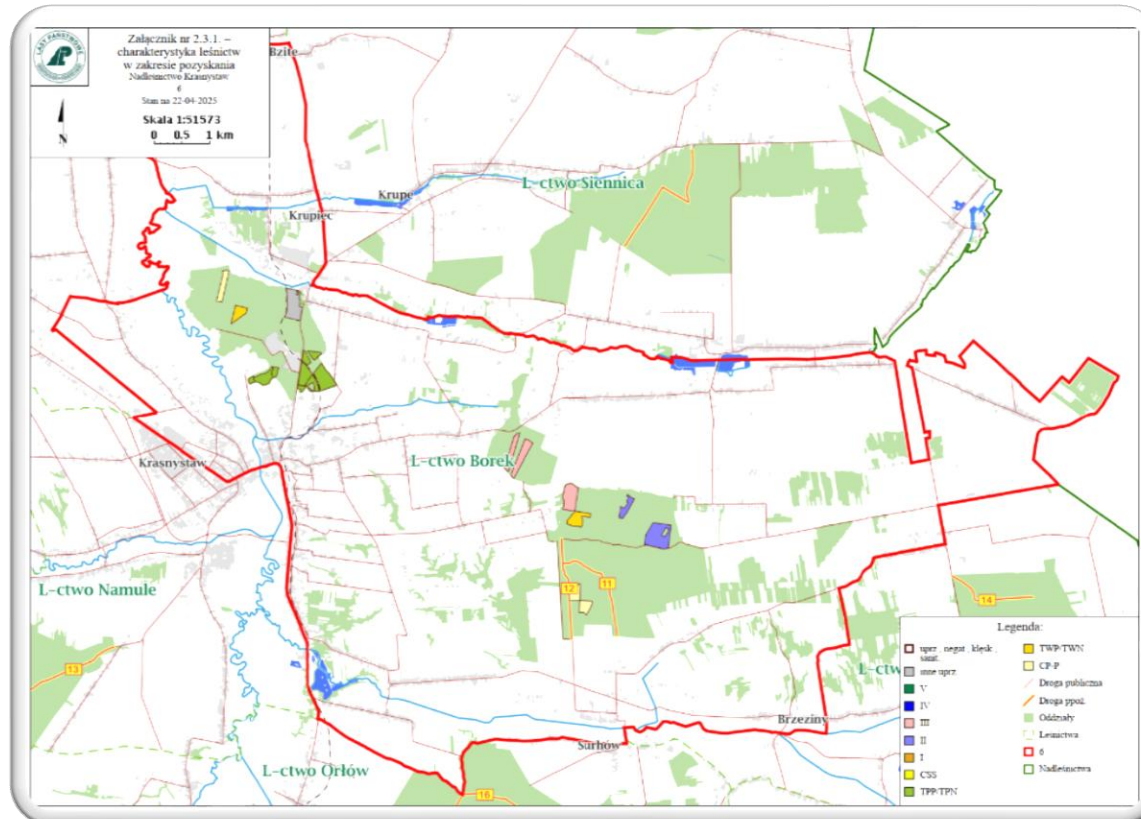 LASY PAŃSTWOWE
Załącznik nr 2.3.1. –
charakterystyka leśnictw
w zakresie pozyskania
Nadleśnictwo Krasnystaw
6
Stan na 22-04-2025
Skala 1:51573
0 0.5 1 km
N
Bzite
Krupe
L-ctwo Siennica
Krupiec
L-ctwo Borek
Krasnystaw
L-ctwo Namule
12
11
14
13
L-ctw
Brzeziny
Surhów
L-ctwo Orłów
16
Legenda:
uprz. negat. klęsk.
sanit.
inne uprz.
V
IV
III
II
I
CSS
TPP/TPN
TWP/TWN
CP-P
Droga publiczna
Droga ppoż.
Oddziały
Leśnictwa
6
Nadleśnictwa